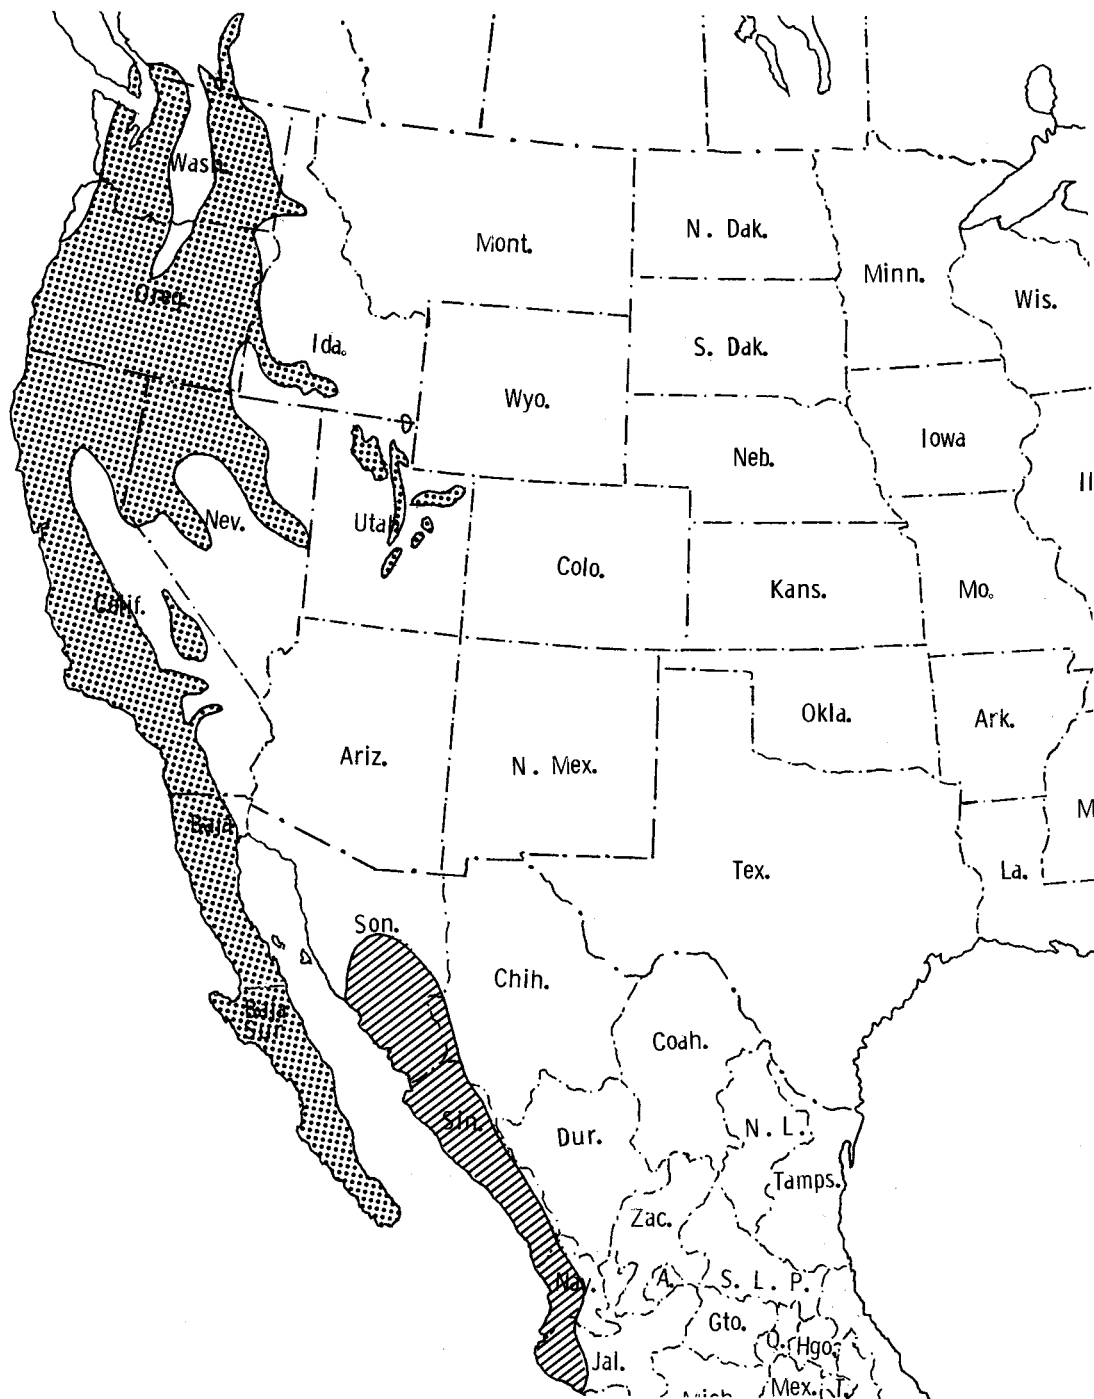 Wash.
Mont.
N. Dak.
Minn.
Wis.
Oreg.
Ida.
S. Dak.
Wyo.
Iowa
Neb.
Nev.
Utah
Colo.
Kans.
Mo.
Calif.
Okla.
Ark.
Ariz.
N. Mex.
Baja
Tex.
La.
Son.
Chih.
Baja
Coah.
Sin.
Dur.
N. L.
Tamps.
Zac.
Nay.
A.
S. L. P.
Gto.
Q.
Hgo.
Jal.
Mex.
T.